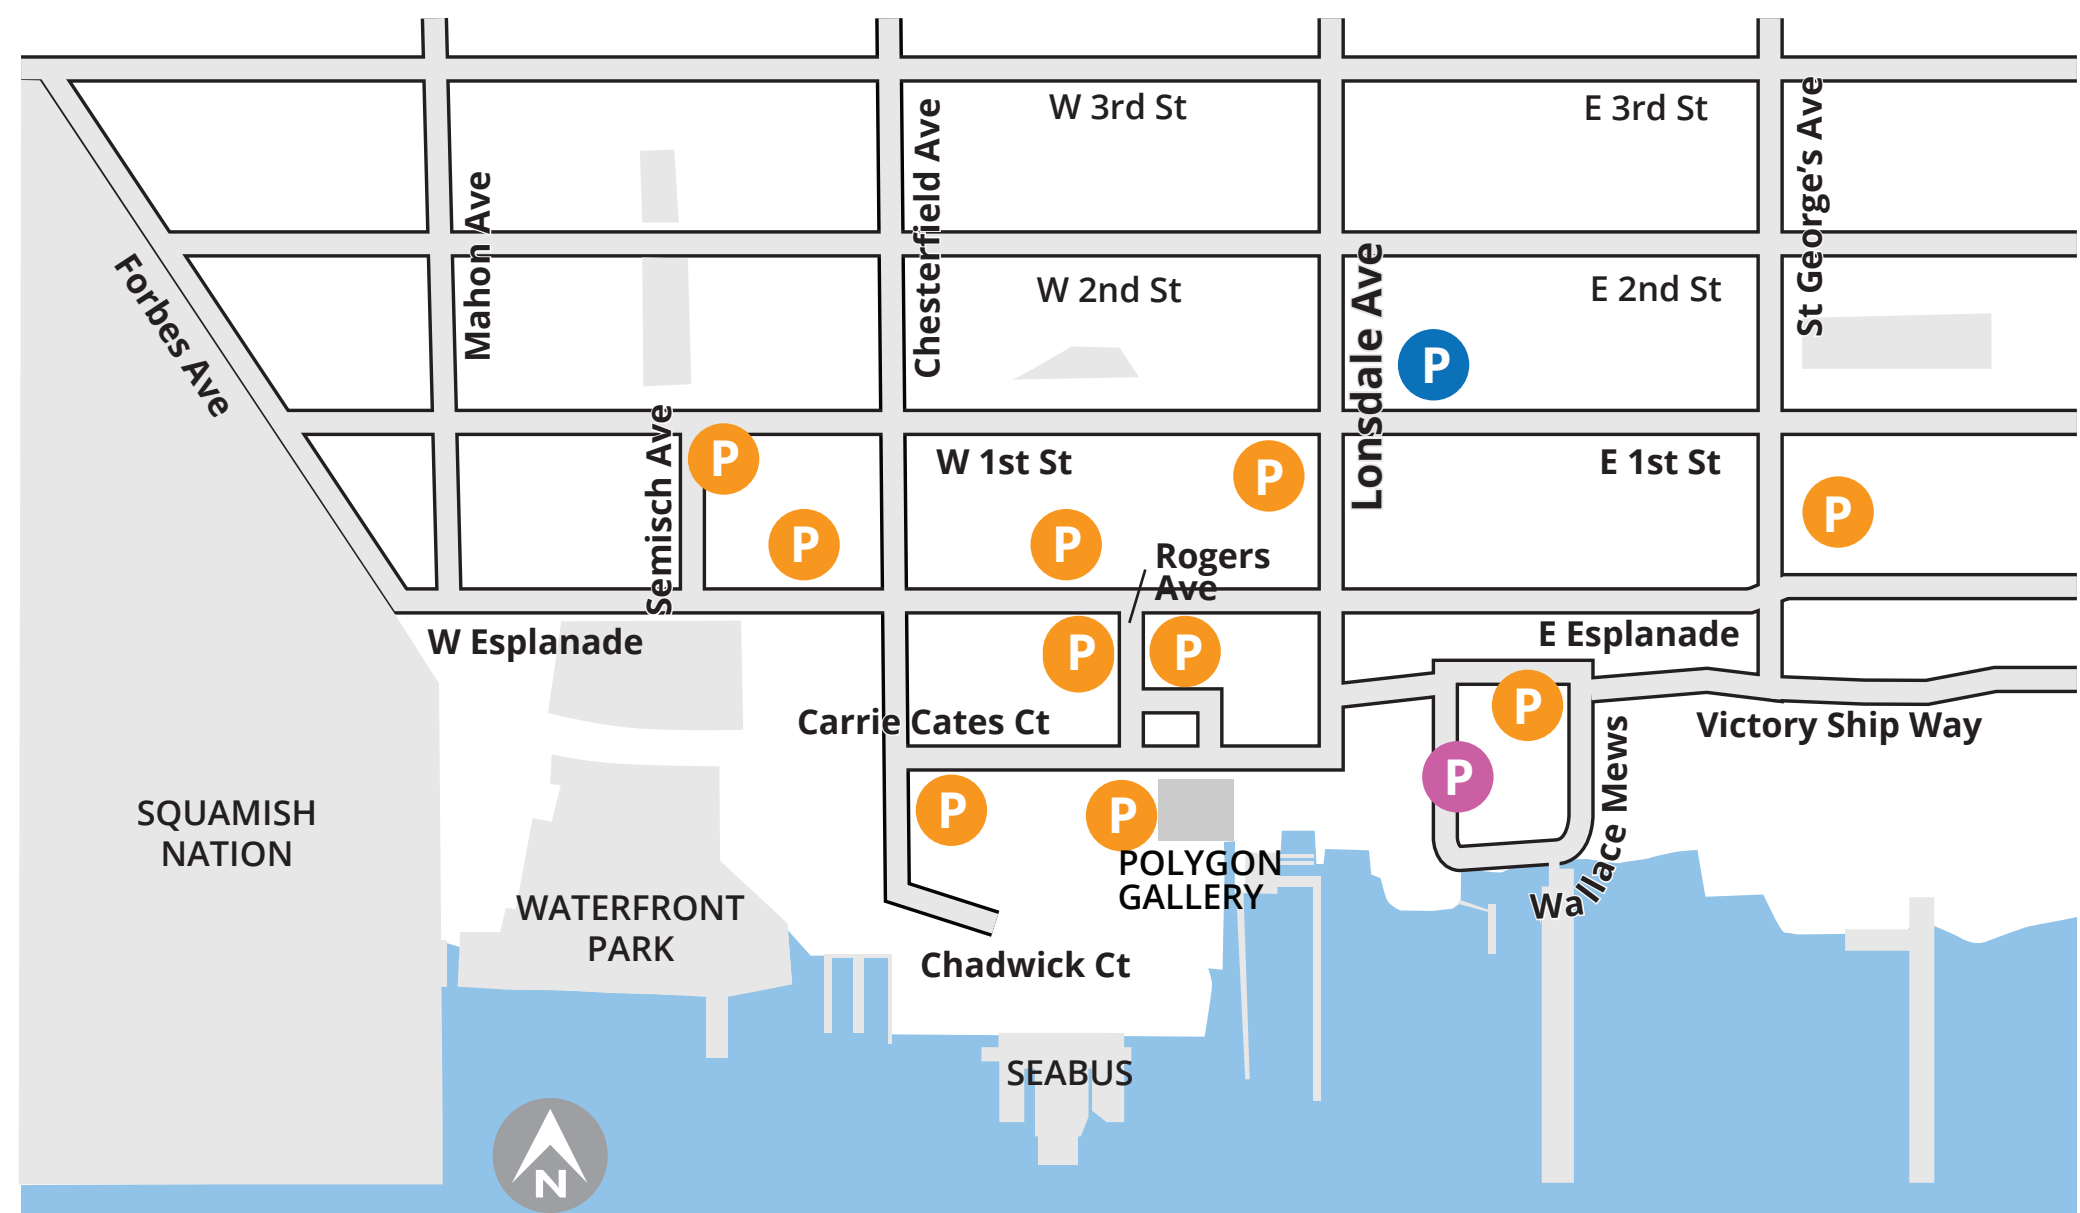 W 3rd St
E 3rd St
St George's Ave
Chesterfield Ave
Mahon Ave
Forbes Ave
Lonsdale Ave
W 2nd St
E 2nd St
P
Semisch Ave
P
W 1st St
P
E 1st St
P
P
P
Rogers
Ave
W Esplanade
P
P
E Esplanade
Carrie Cates Ct
P
Victory Ship Way
Wallace Mews
P
P
P
SQUAMISH
NATION
POLYGON
GALLERY
WATERFRONT
PARK
Chadwick Ct
SEABUS
N